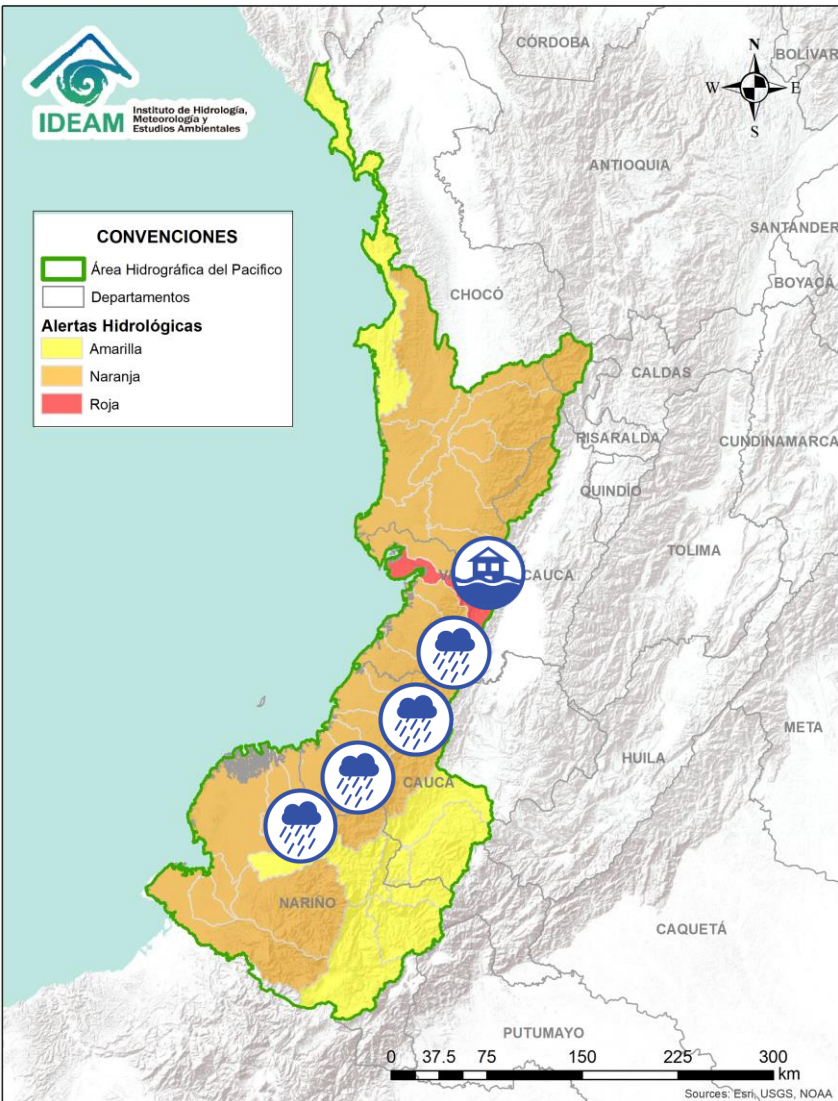 IDEAM
Instituto de Hidrología,
Meteorología y
Estudios Ambientales
CÓRDOBA
BOLÍVAR
N
W
E
S
ANTIOQUIA
SANTANDER
BOYACÁ
CONVENCIONES
Área Hidrográfica del Pacifico
Departamentos
Alertas Hidrológicas
Amarilla
Naranja
Roja
CHOCÓ
CALDAS
RISARALDA
CUNDINAMARCA
QUINDÍO
TOLIMA
CAUCA
META
HUILA
CAUCA
NARIÑO
CAQUETÁ
PUTUMAYO
0 37.5 75 150 225 300
km
Sources: Esri, USGS, NOAA